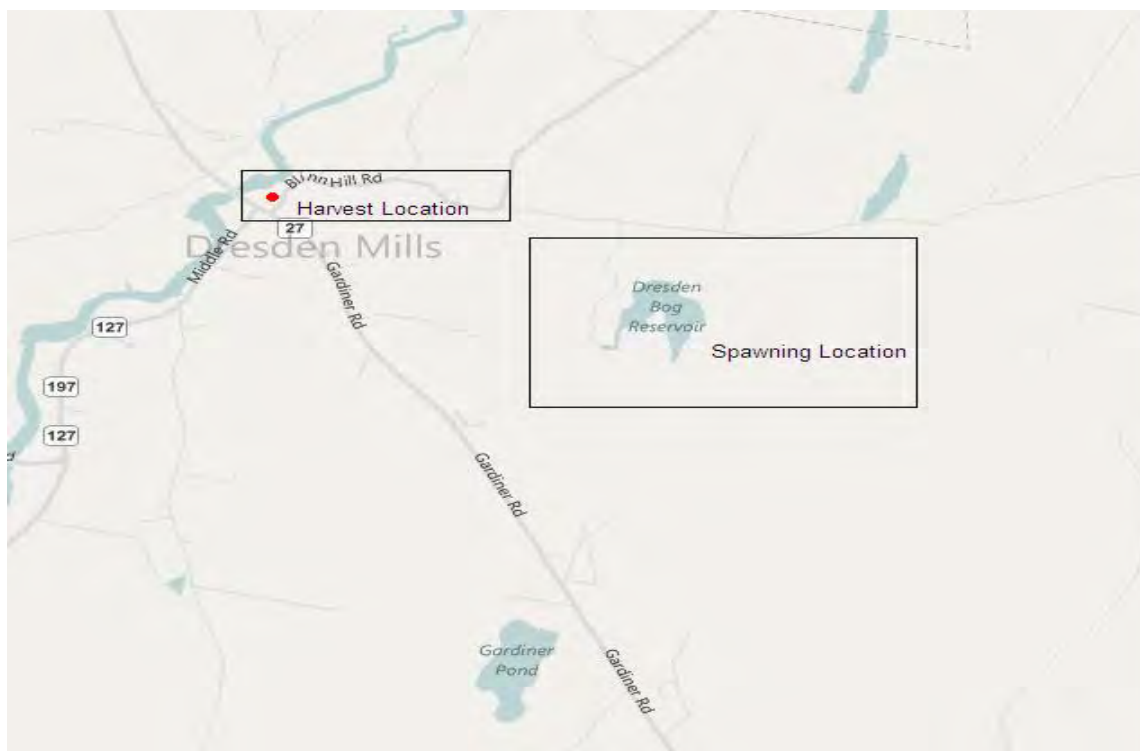 Blinn Hill Rd
Harvest Location
27
Dresden Mills
Middle Rd
Gardiner Rd
Dresden
Bog
Reservoir
127
Spawning Location
197
127
d
Gardiner Rd
Gardiner
Pond
Gardiner Rd